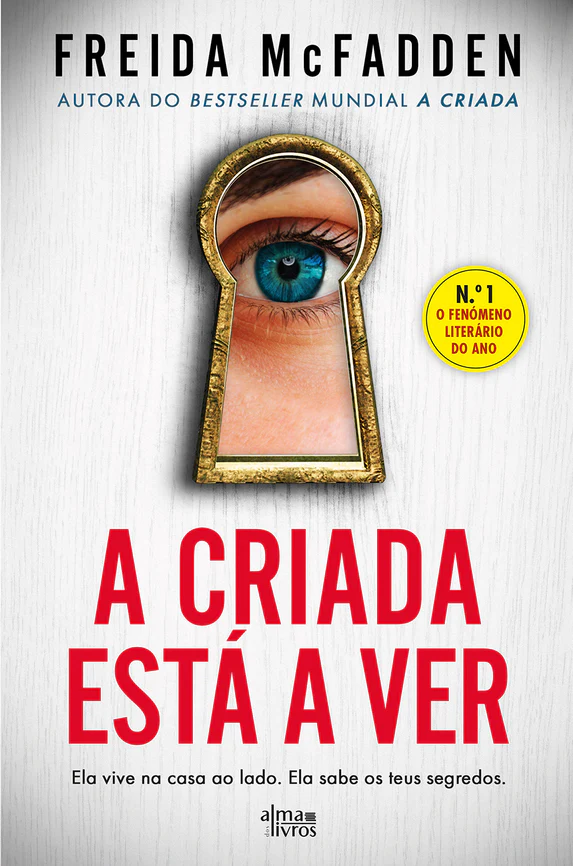 FREIDA McFADDEN
AUTORA DO BESTSELLER MUNDIAL A CRIADA
N.º 1
O FENÓMENO
LITERÁRIO
DO ANO
A CRIADA
ESTÁ A VER
Ela vive na casa ao lado. Ela sabe os teus segredos.
alma
dos livros